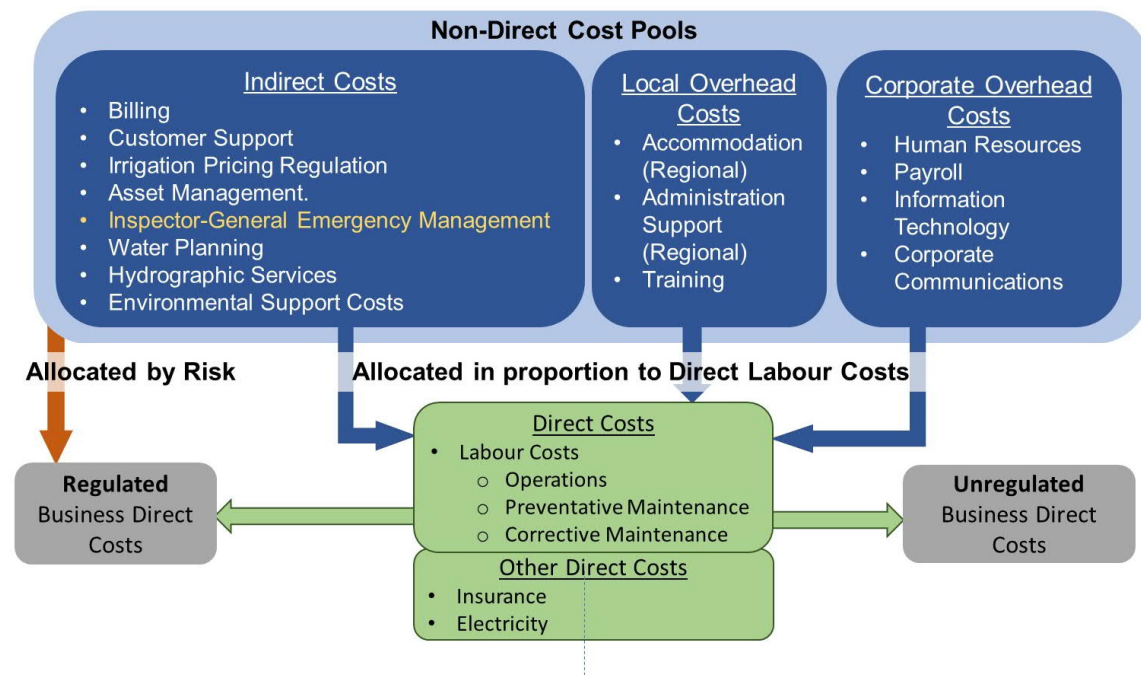 Non-Direct Cost Pools
Indirect Costs
• Billing
• Customer Support
• Irrigation Pricing Regulation
• Asset Management.
• Inspector-General Emergency Management
• Water Planning
• Hydrographic Services
• Environmental Support Costs
Local Overhead
Costs
• Accommodation
(Regional)
• Administration
Support
(Regional)
• Training
Corporate Overhead
Costs
• Human Resources
• Payroll
• Information
Technology
• Corporate
Communications
Allocated by Risk
Allocated in proportion to Direct Labour Costs
Direct Costs
• Labour Costs
o Operations
o Preventative Maintenance
o Corrective Maintenance
Other Direct Costs
• Insurance
• Electricity
Regulated
Business Direct
Costs
Unregulated
Business Direct
Costs